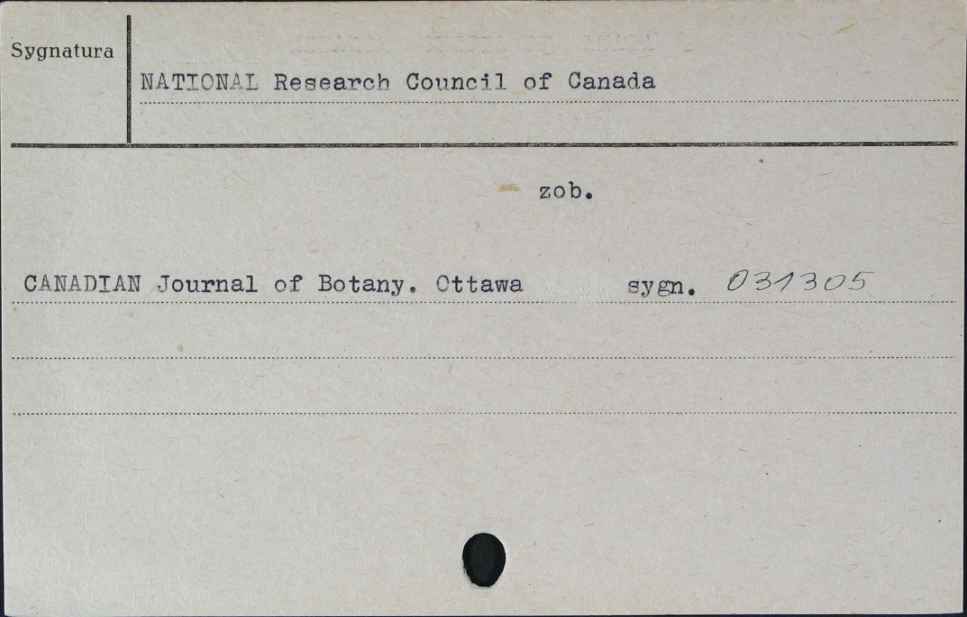 Sygnatura
NATIONAL Research Council of Canada
zob.
CANADIAN Journal of Botany. Ottawa sygn. 031305